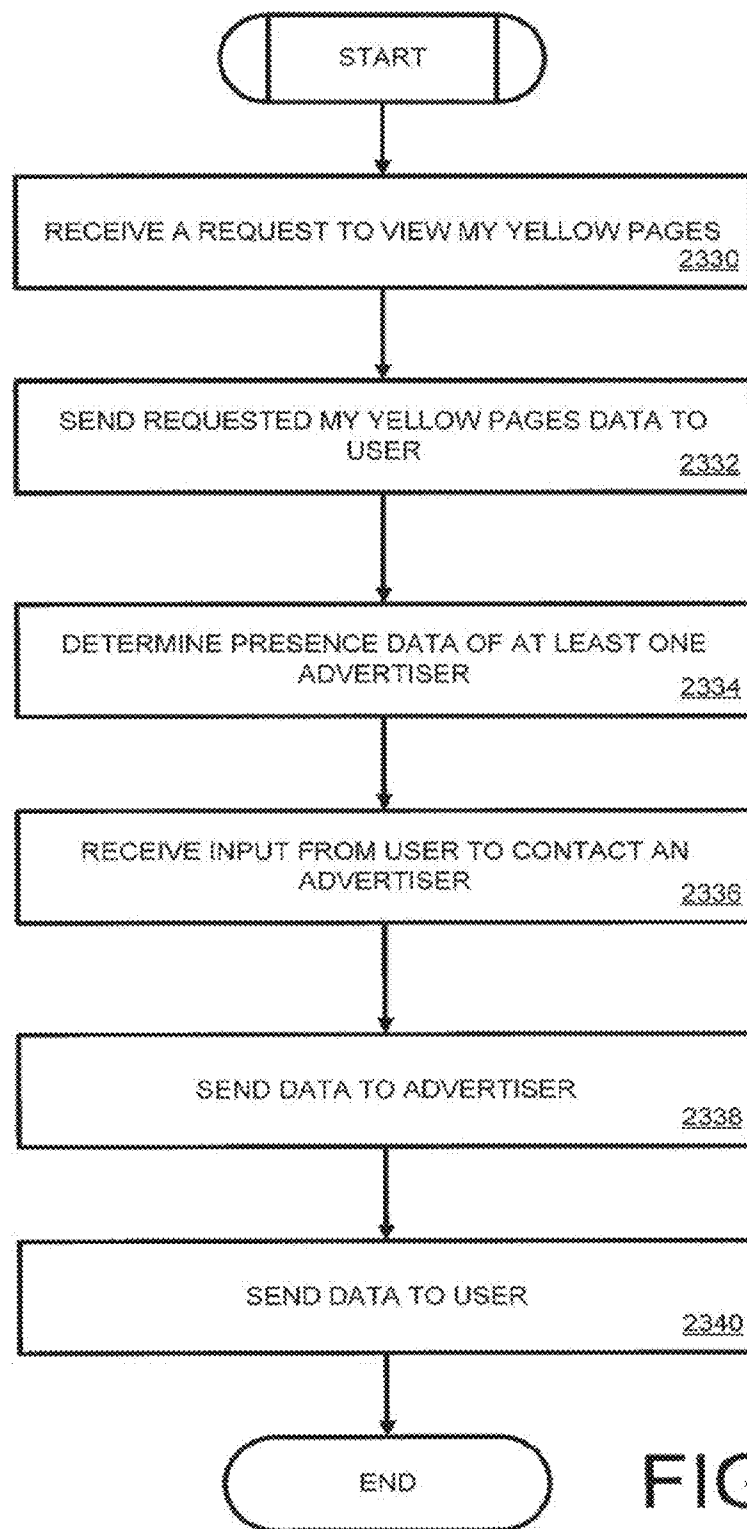 START
RECEIVE A REQUEST TO VIEW MY YELLOW PAGES
2330
SEND REQUESTED MY YELLOW PAGES DATA TO
USER
2332
DETERMINE PRESENCE DATA OF AT LEAST ONE
ADVERTISER
2334
RECEIVE INPUT FROM USER TO CONTACT AN
ADVERTISER
2336
SEND DATA TO ADVERTISER
2338
SEND DATA TO USER
2340
END